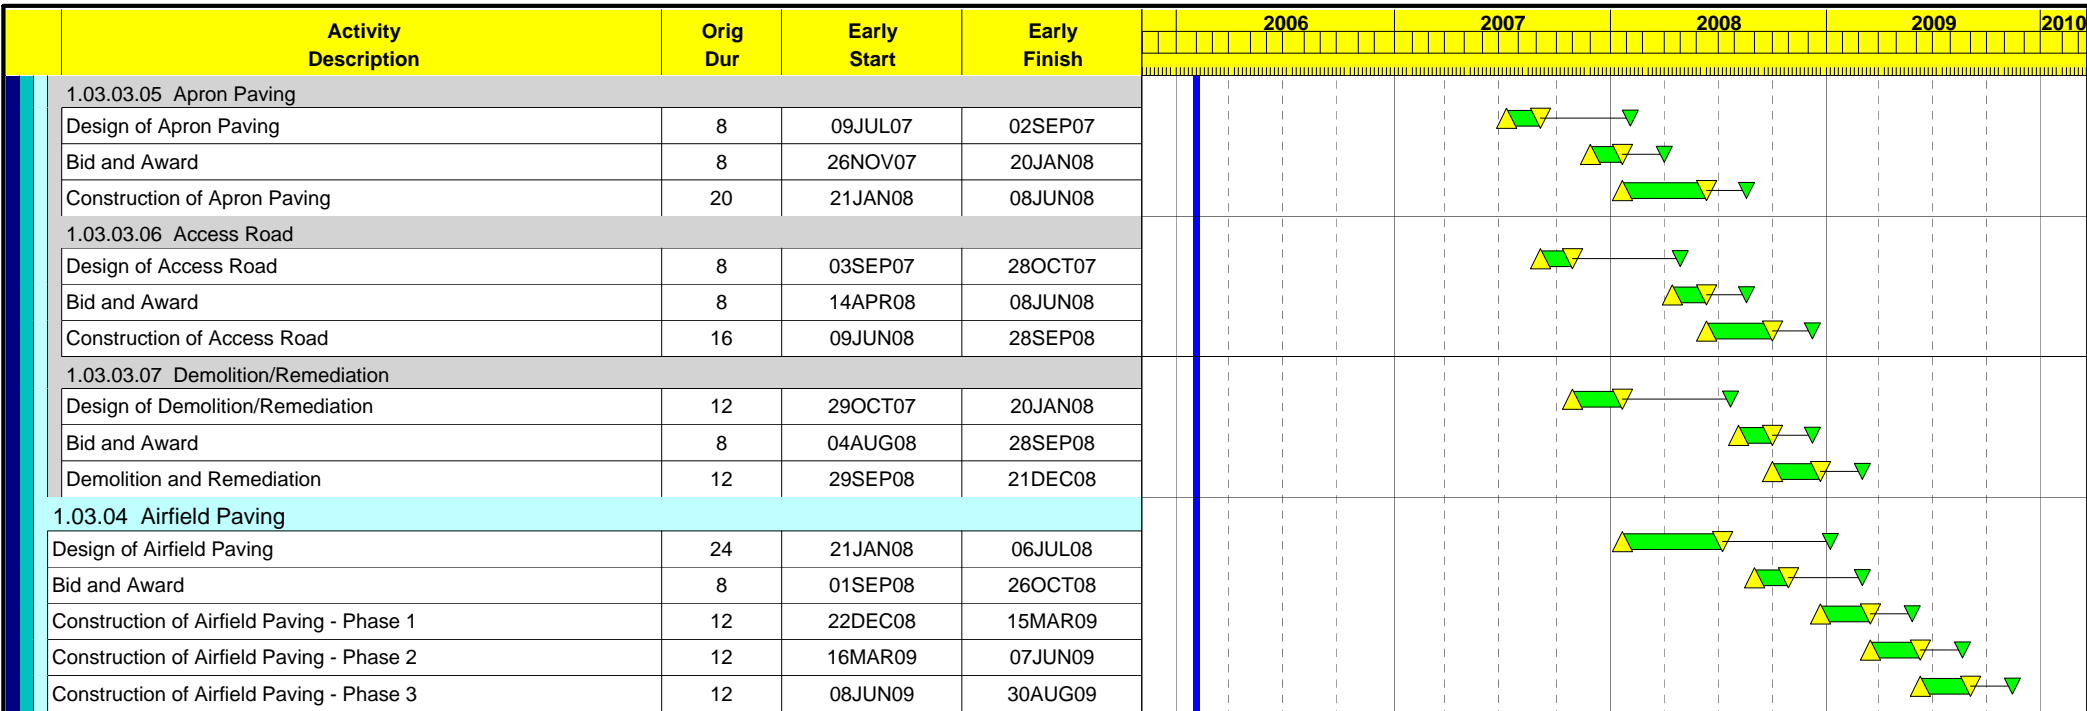 Activity Description Orig Dur Early Start Early Finish 2006 2007 2008 2009 2010
1.03.03.05 Apron Paving
Design of Apron Paving 8 09JUL07 02SEP07
Bid and Award 8 26NOV07 20JAN08
Construction of Apron Paving 20 21JAN08 08JUN08
1.03.03.06 Access Road
Design of Access Road 8 03SEP07 28OCT07
Bid and Award 8 14APR08 08JUN08
Construction of Access Road 16 09JUN08 28SEP08
1.03.03.07 Demolition/Remediation
Design of Demolition/Remediation 12 29OCT07 20JAN08
Bid and Award 8 04AUG08 28SEP08
Demolition and Remediation 12 29SEP08 21DEC08
1.03.04 Airfield Paving
Design of Airfield Paving 24 21JAN08 06JUL08
Bid and Award 8 01SEP08 26OCT08
Construction of Airfield Paving - Phase 1 12 22DEC08 15MAR09
Construction of Airfield Paving - Phase 2 12 16MAR09 07JUN09
Construction of Airfield Paving - Phase 3 12 08JUN09 30AUG09